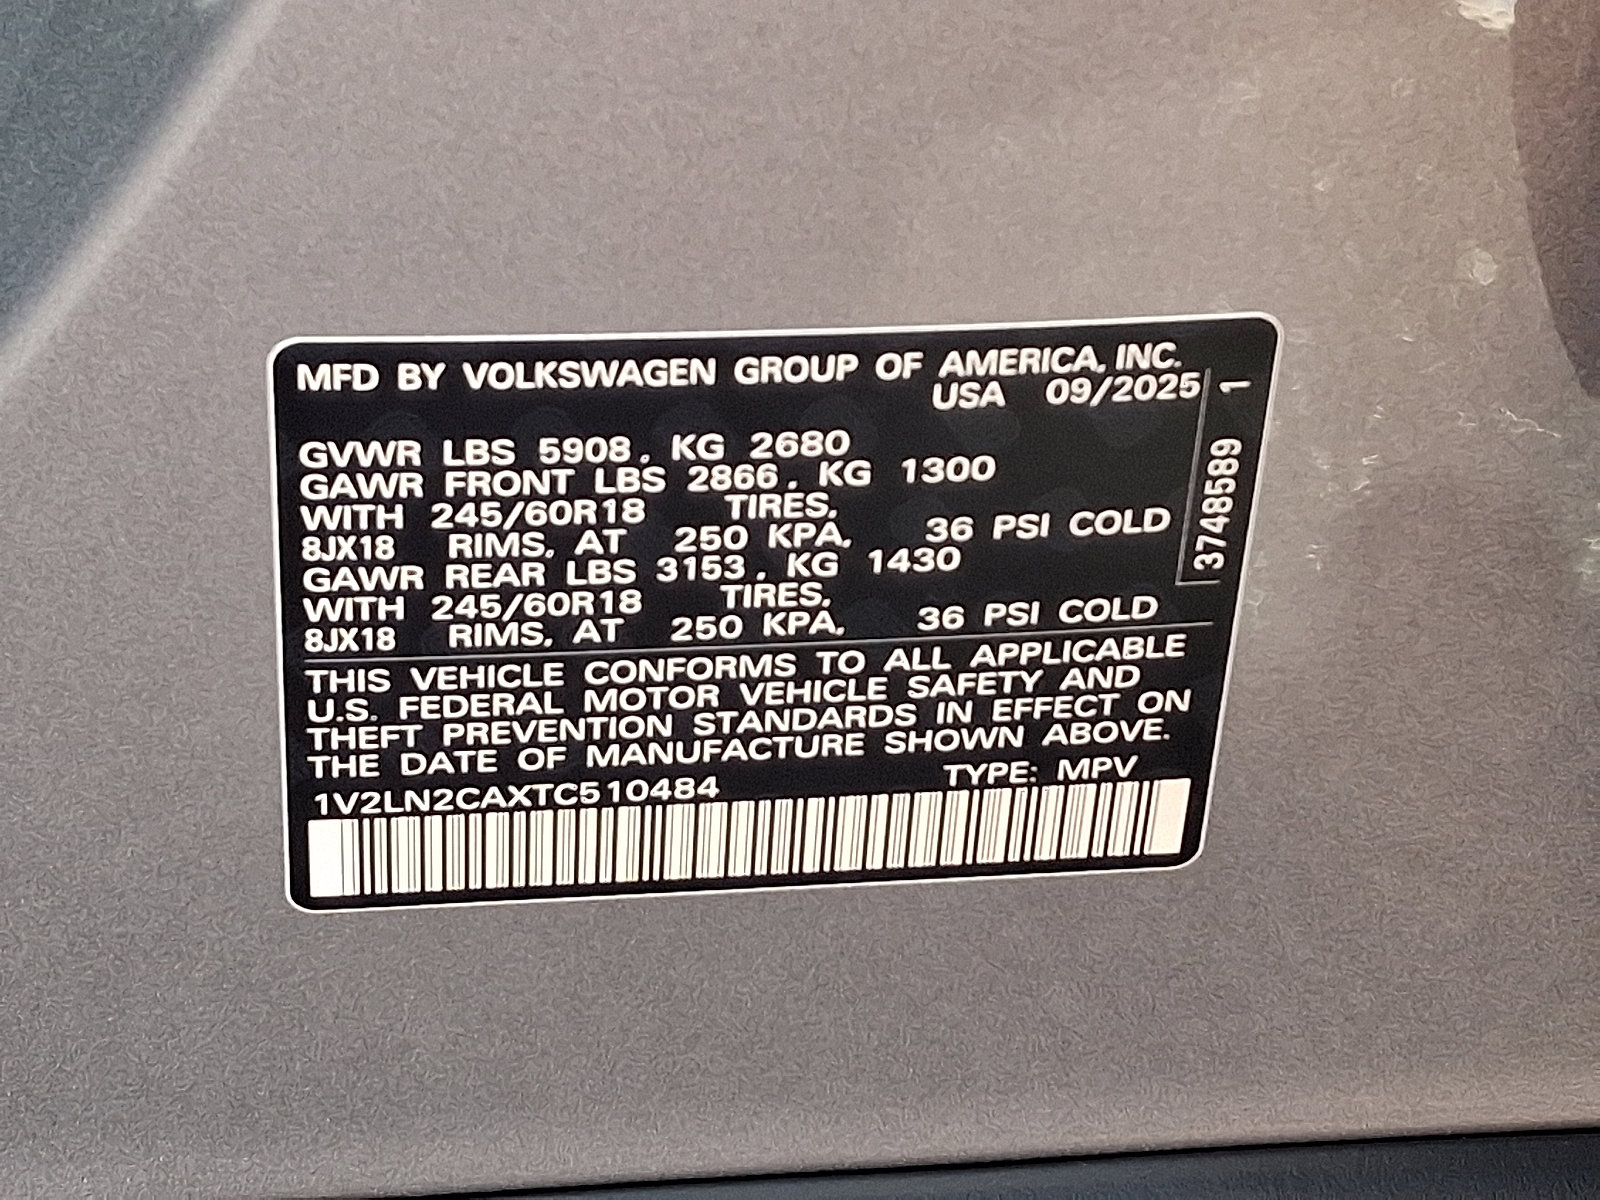 MFD BY VOLKSWAGEN GROUP OF AMERICA, INC.
USA 09/2025
GVWR LBS 5908, KG 2680
GAWR FRONT LBS 2866, KG 1300
WITH 245/60R18 TIRES,
8JX18 RIMS, AT 250 KPA, 36 PSI COLD
GAWR REAR LBS 3153, KG 1430
WITH 245/60R18 TIRES,
8JX18 RIMS, AT 250 KPA, 36 PSI COLD
THIS VEHICLE CONFORMS TO ALL APPLICABLE
U.S. FEDERAL MOTOR VEHICLE SAFETY AND
THEFT PREVENTION STANDARDS IN EFFECT ON
THE DATE OF MANUFACTURE SHOWN ABOVE.
1V2LN2CAXTC510484 TYPE: MPV
3748589 1